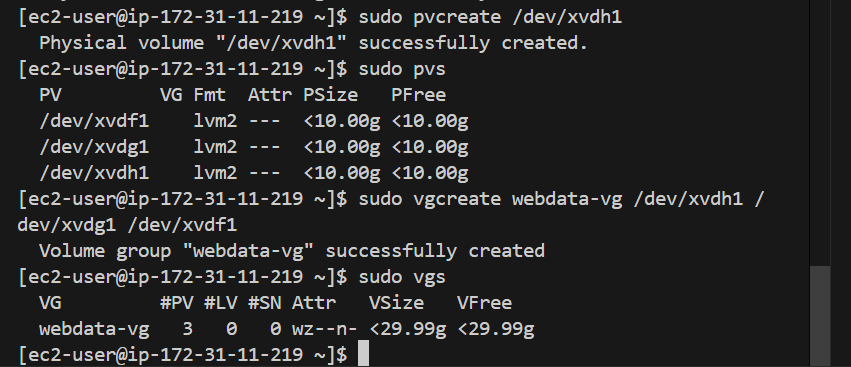 [ec2-user@ip-172-31-11-219 ~]$ sudo pvcreate /dev/xvdh1
  Physical volume "/dev/xvdh1" successfully created.
[ec2-user@ip-172-31-11-219 ~]$ sudo pvs
  PV         VG Fmt  Attr PSize   PFree
  /dev/xvdf1    lvm2 ---  <10.00g <10.00g
  /dev/xvdg1    lvm2 ---  <10.00g <10.00g
  /dev/xvdh1    lvm2 ---  <10.00g <10.00g
[ec2-user@ip-172-31-11-219 ~]$ sudo vgcreate webdata-vg /dev/xvdh1 /
dev/xvdg1 /dev/xvdf1
  Volume group "webdata-vg" successfully created
[ec2-user@ip-172-31-11-219 ~]$ sudo vgs
  VG         #PV #LV #SN Attr   VSize   VFree
  webdata-vg   3   0   0 wz--n- <29.99g <29.99g
[ec2-user@ip-172-31-11-219 ~]$